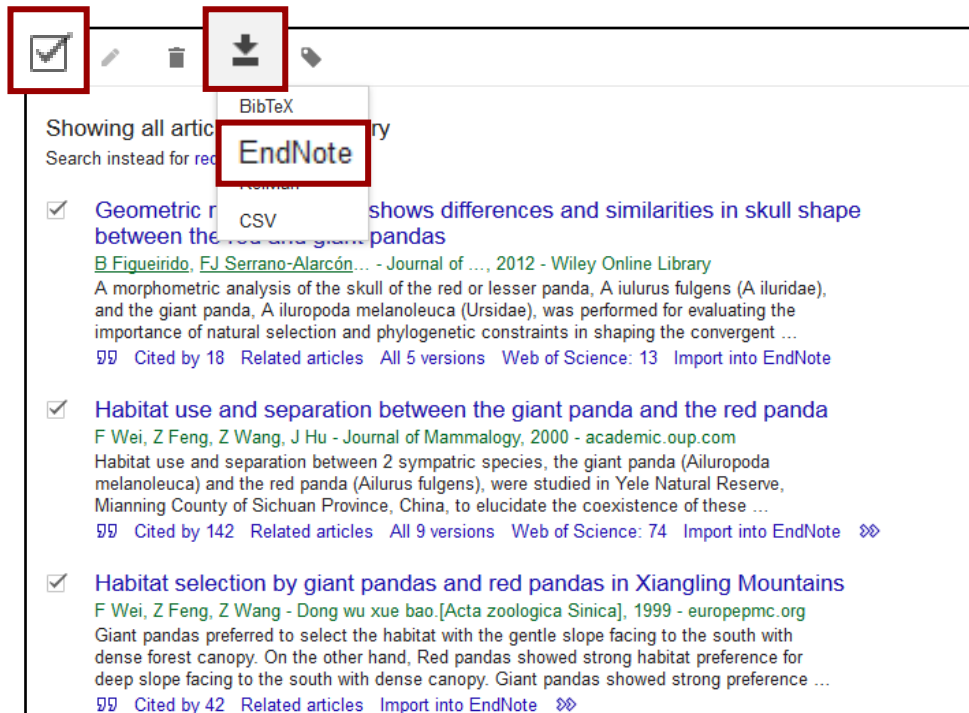 BibTeX
Showing all artic ry
Search instead for rec
EndNote
CSV
Geometric shows differences and similarities in skull shape
between the red and giant pandas
B Figueirido, FJ Serrano-Alarcón... - Journal of ..., 2012 - Wiley Online Library
A morphometric analysis of the skull of the red or lesser panda, A iulurus fulgens (A iluridae),
and the giant panda, A iluropoda melanoleuca (Ursidae), was performed for evaluating the
importance of natural selection and phylogenetic constraints in shaping the convergent ...
Cited by 18 Related articles All 5 versions Web of Science: 13 Import into EndNote
Habitat use and separation between the giant panda and the red panda
F Wei, Z Feng, Z Wang, J Hu - Journal of Mammalogy, 2000 - academic.oup.com
Habitat use and separation between 2 sympatric species, the giant panda (Ailuropoda
melanoleuca) and the red panda (Ailurus fulgens), were studied in Yele Natural Reserve,
Mianning County of Sichuan Province, China, to elucidate the coexistence of these ...
Cited by 142 Related articles All 9 versions Web of Science: 74 Import into EndNote
Habitat selection by giant pandas and red pandas in Xiangling Mountains
F Wei, Z Feng, Z Wang - Dong wu xue bao.[Acta zoologica Sinica], 1999 - europepmc.org
Giant pandas preferred to select the habitat with the gentle slope facing to the south with
dense forest canopy. On the other hand, Red pandas showed strong habitat preference for
deep slope facing to the south with dense canopy. Giant pandas showed strong preference ...
Cited by 42 Related articles Import into EndNote